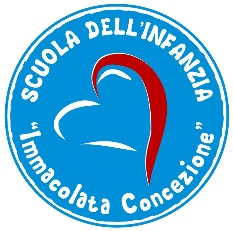 SCUOLA DELL'INFANZIA
"Immacolata Concezione"